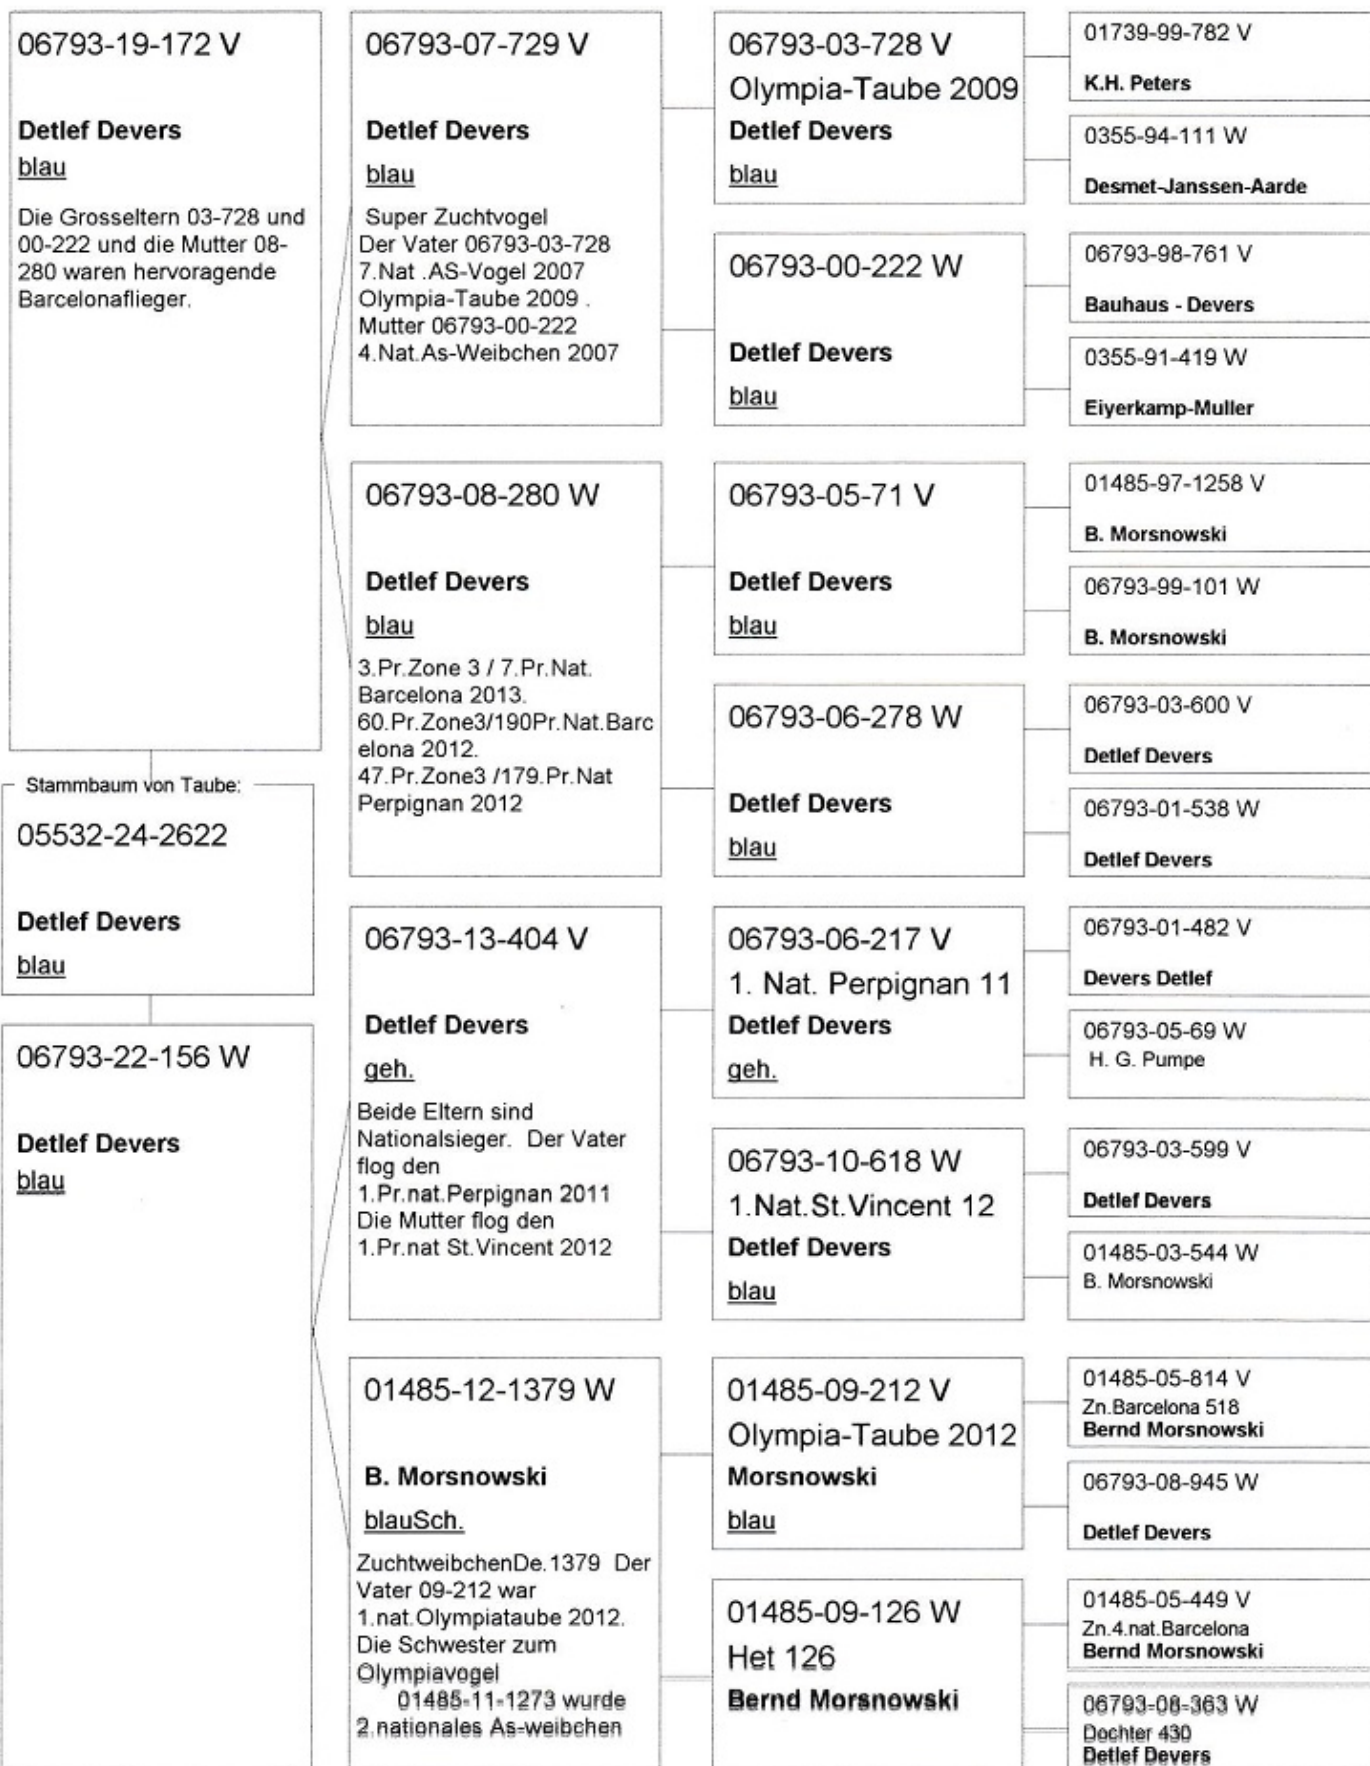 06793-19-172 V
Detlef Devers
blau
Die Grosseltern 03-728 und
00-222 und die Mutter 08-
280 waren hervoragende
Barcelonaflieger.
Stammbaum von Taube:
05532-24-2622
Detlef Devers
blau
06793-22-156 W
Detlef Devers
blau
06793-07-729 V
Detlef Devers
blau
Super Zuchtvogel
Der Vater 06793-03-728
7.Nat .AS-Vogel 2007
Olympia-Taube 2009 .
Mutter 06793-00-222
4.Nat.As-Weibchen 2007
06793-08-280 W
Detlef Devers
blau
3.Pr.Zone 3 / 7.Pr.Nat.
Barcelona 2013.
60.Pr.Zone3/190Pr.Nat.Barc
elona 2012.
47.Pr.Zone3 /179.Pr.Nat
Perpignan 2012
06793-13-404 V
Detlef Devers
geh.
Beide Eltern sind
Nationalsieger. Der Vater
flog den
1.Pr.nat.Perpignan 2011
Die Mutter flog den
1.Pr.nat St.Vincent 2012
01485-12-1379 W
B. Morsnowski
blauSch.
ZuchtweibchenDe.1379 Der
Vater 09-212 war
1.nat.Olympiataube 2012.
Die Schwester zum
Olympiavogel
01485-11-1273 wurde
2.nationales As-weibchen
06793-03-728 V
Olympia-Taube 2009
Detlef Devers
blau
06793-00-222 W
Detlef Devers
blau
06793-05-71 V
Detlef Devers
blau
06793-06-278 W
Detlef Devers
blau
06793-06-217 V
1. Nat. Perpignan 11
Detlef Devers
geh.
06793-10-618 W
1.Nat.St.Vincent 12
Detlef Devers
blau
01485-09-212 V
Olympia-Taube 2012
Morsnowski
blau
01485-09-126 W
Het 126
Bernd Morsnowski
01739-99-782 V
K.H. Peters
0355-94-111 W
Desmet-Janssen-Aarde
06793-98-761 V
Bauhaus - Devers
0355-91-419 W
Eiyerkamp-Muller
01485-97-1258 V
B. Morsnowski
06793-99-101 W
B. Morsnowski
06793-03-600 V
Detlef Devers
06793-01-538 W
Detlef Devers
06793-01-482 V
Devers Detlef
06793-05-69 W
H. G. Pumpe
06793-03-599 V
Detlef Devers
01485-03-544 W
B. Morsnowski
01485-05-814 V
Zn.Barcelona 518
Bernd Morsnowski
06793-08-945 W
Detlef Devers
01485-05-449 V
Zn.4.nat.Barcelona
Bernd Morsnowski
06793-08-363 W
Dochter 430
Detlef Devers